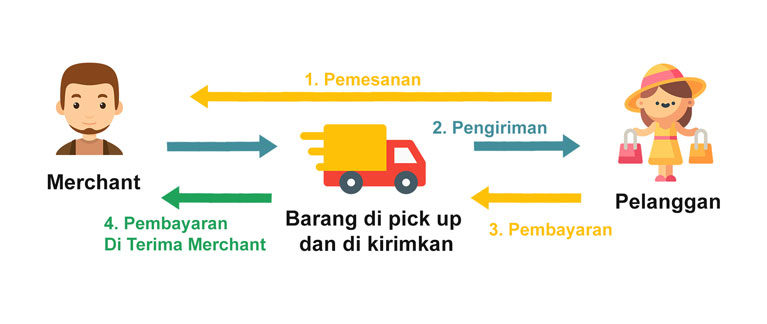 1. Pemesanan
2. Pengiriman
Merchant
Pelanggan
Barang di pick up
dan di kirimkan
3. Pembayaran
4. Pembayaran
Di Terima Merchant